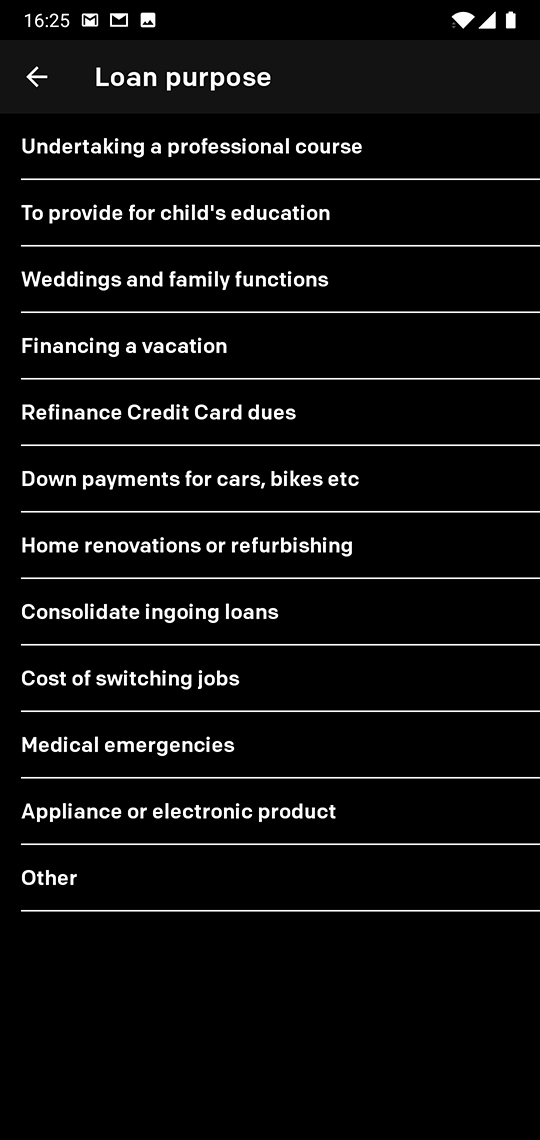 16:25
Loan purpose
Undertaking a professional course
To provide for child's education
Weddings and family functions
Financing a vacation
Refinance Credit Card dues
Down payments for cars, bikes etc
Home renovations or refurbishing
Consolidate ingoing loans
Cost of switching jobs
Medical emergencies
Appliance or electronic product
Other